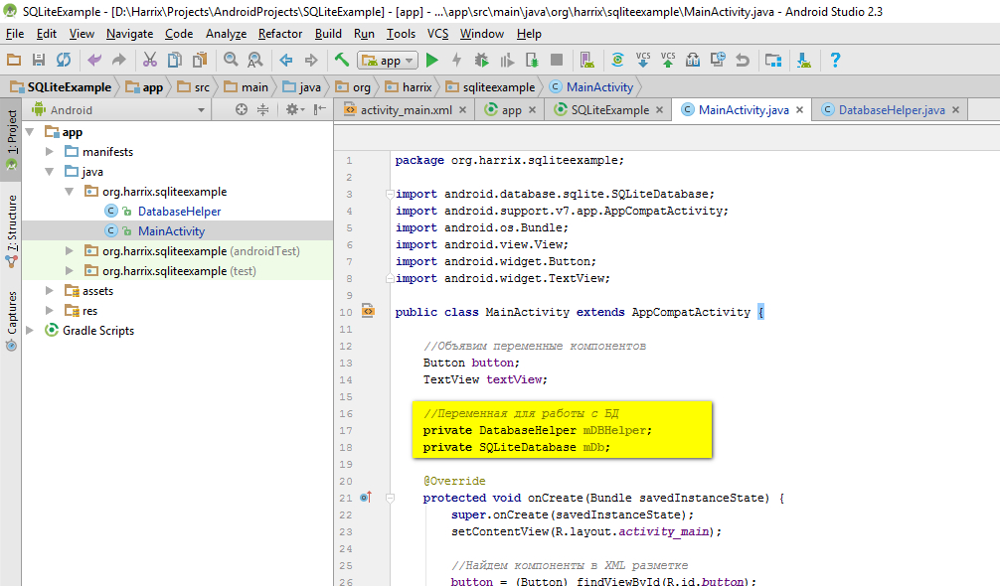 SQLiteExample - [D:\Harrix\Projects\AndroidProjects\SQLiteExample] - [app] - ...\app\src\main\java\org\harrix\sqliteexample\MainActivity.java - Android Studio 2.3
File Edit View Navigate Code Analyze Refactor Build Run Tools VCS Window Help
app VCS VCS ?
SQLiteExample app src main java org harrix sqliteexample MainActivity
Android
activity_main.xml app SQLiteExample MainActivity.java DatabaseHelper.java
1: Project
7: Structure
Captures
app
manifests
java
org.harrix.sqliteexample
DatabaseHelper
MainActivity
org.harrix.sqliteexample (androidTest)
org.harrix.sqliteexample (test)
assets
res
Gradle Scripts
1 package org.harrix.sqliteexample;
2
3 import android.database.sqlite.SQLiteDatabase;
4 import android.support.v7.app.AppCompatActivity;
5 import android.os.Bundle;
6 import android.view.View;
7 import android.widget.Button;
8 import android.widget.TextView;
9
10 public class MainActivity extends AppCompatActivity {
11
12 //Объявим переменные компонентов
13 Button button;
14 TextView textView;
15
16 //Переменная для работы с БД
17 private DatabaseHelper mDBHelper;
18 private SQLiteDatabase mDb;
19
20 @Override
21 protected void onCreate(Bundle savedInstanceState) {
22 super.onCreate(savedInstanceState);
23 setContentView(R.layout.activity_main);
24
25 //Найдем компоненты в XML разметке
26 button = (Button) findViewById(R.id.button);